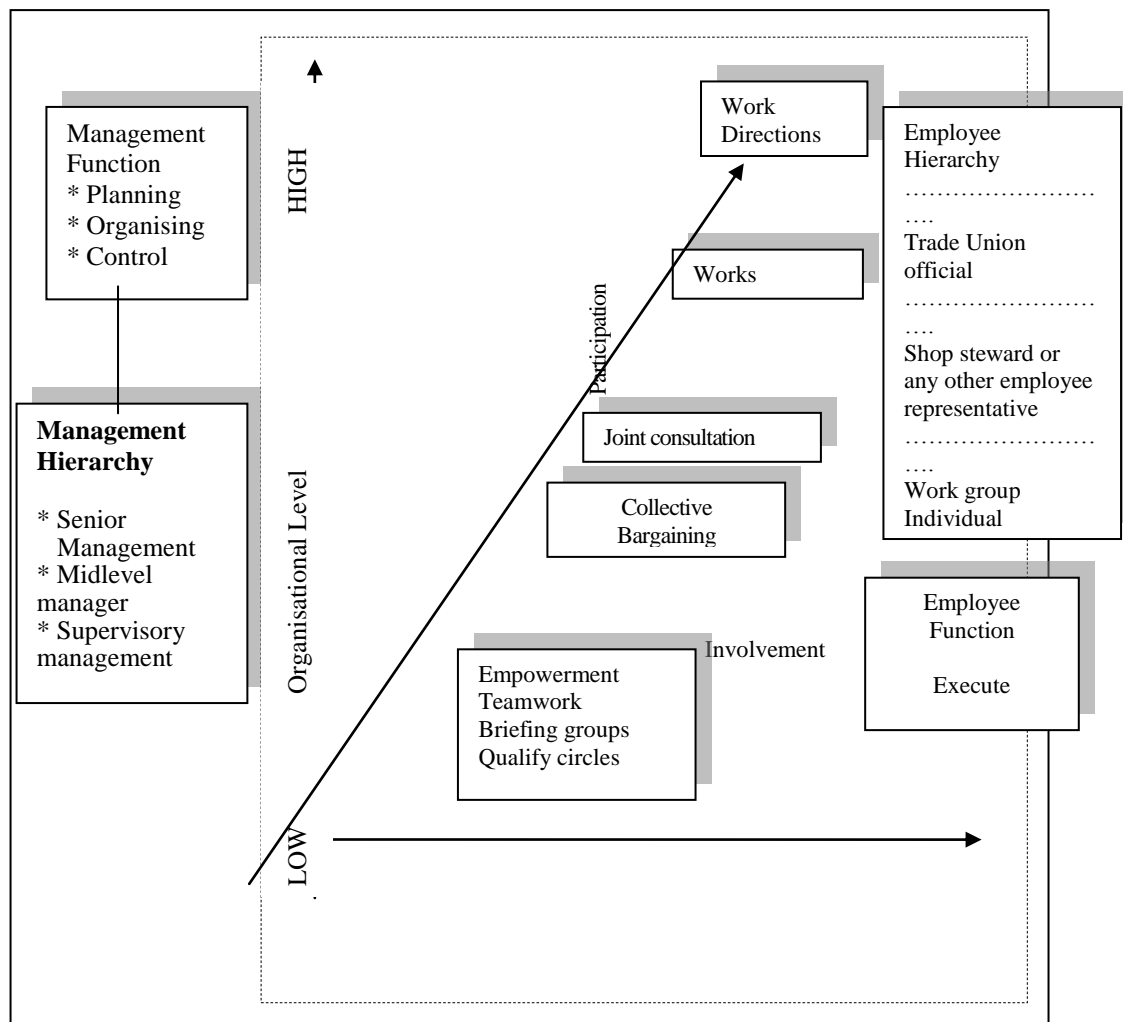 Management
Function
* Planning
* Organising
* Control
Management
Hierarchy
* Senior
Management
* Midlevel
manager
* Supervisory
management
HIGH
Organisational Level
LOW
Participation
Work
Directions
Works
Joint consultation
Collective
Bargaining
Involvement
Empowerment
Teamwork
Briefing groups
Qualify circles
Employee
Hierarchy
……………………
….
Trade Union
official
……………………
….
Shop steward or
any other employee
representative
……………………
….
Work group
Individual
Employee
Function
Execute